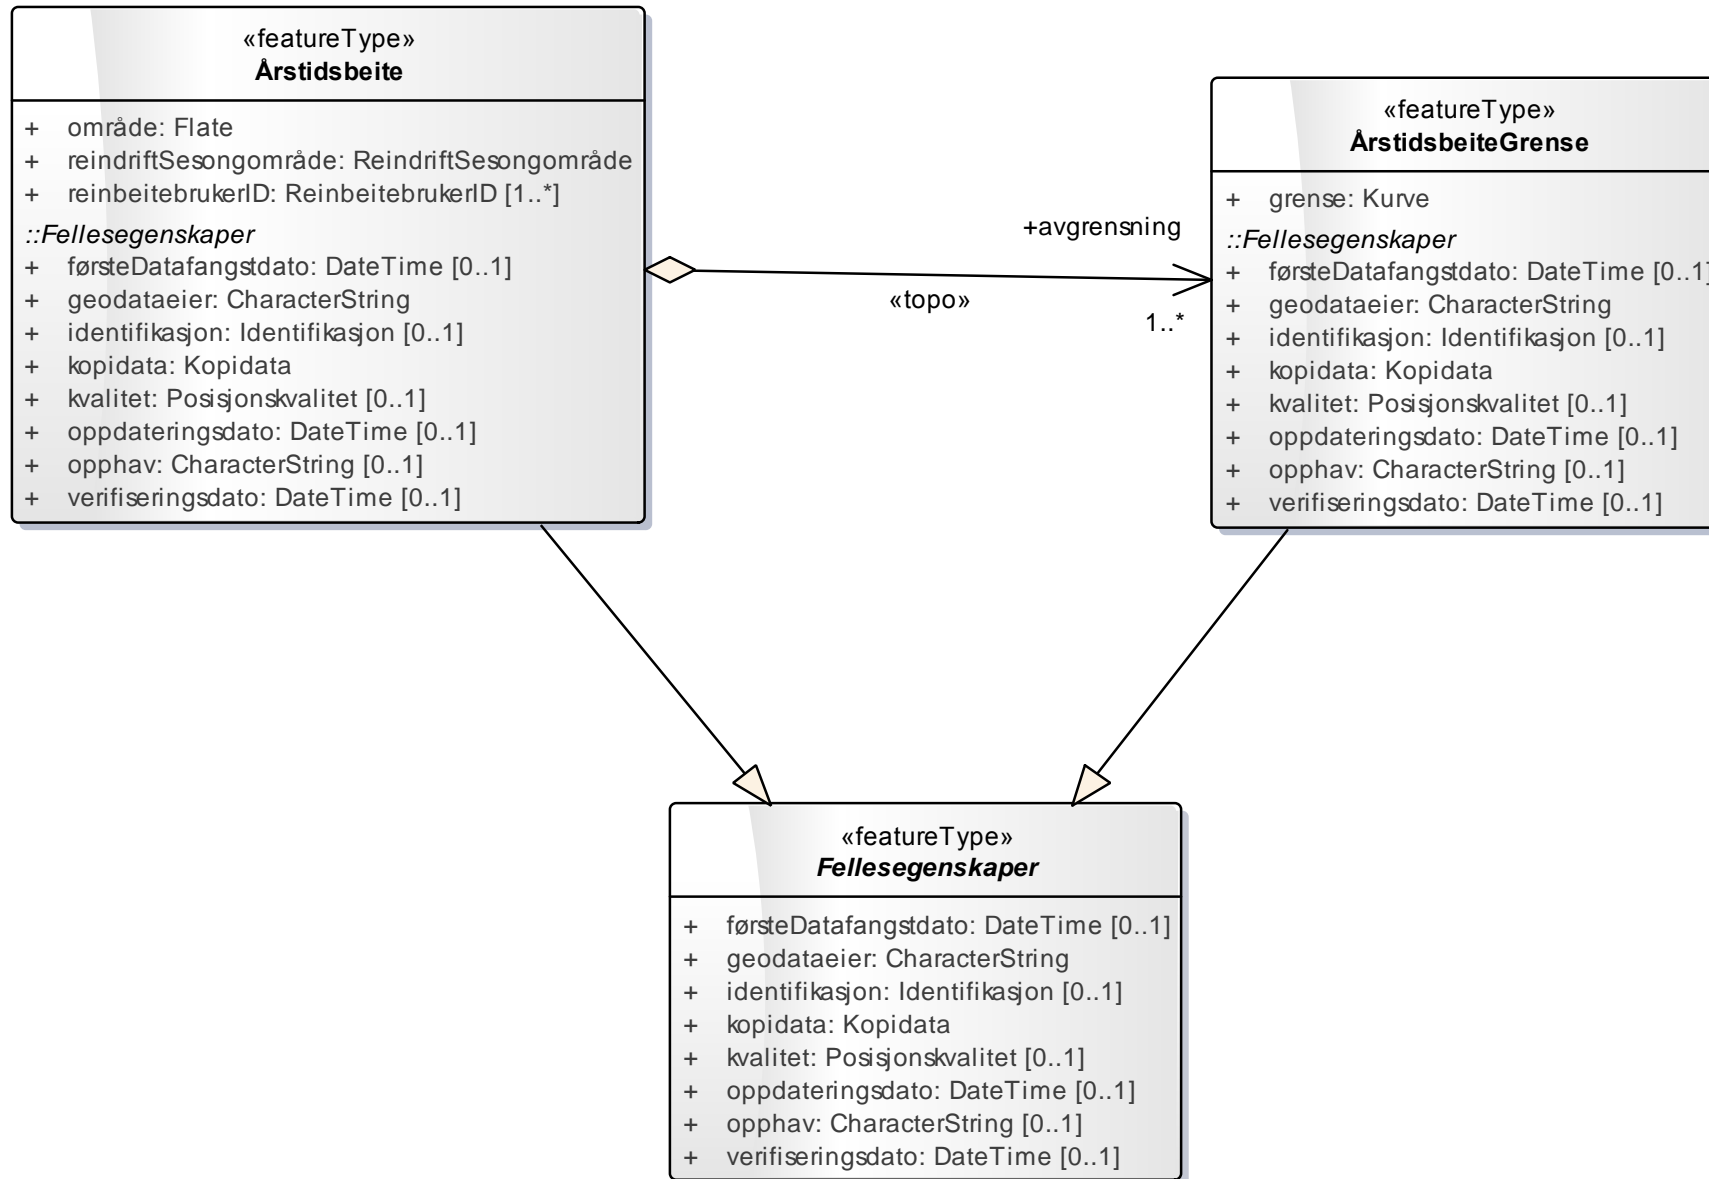 «featureType»
Årstidsbeite
+ område: Flate
+ reindriftSesongområde: ReindriftSesongområde
+ reinbeitebrukerID: ReinbeitebrukerID [1..*]
::Fellesegenskaper
+ førsteDatafangstdato: DateTime [0..1]
+ geodataeier: CharacterString
+ identifikasjon: Identifikasjon [0..1]
+ kopidata: Kopidata
+ kvalitet: Posisjonskvalitet [0..1]
+ oppdateringsdato: DateTime [0..1]
+ opphav: CharacterString [0..1]
+ verifiseringsdato: DateTime [0..1]
+avgrensning
«topo»
1..*
«featureType»
ÅrstidsbeiteGrense
+ grense: Kurve
::Fellesegenskaper
+ førsteDatafangstdato: DateTime [0..1]
+ geodataeier: CharacterString
+ identifikasjon: Identifikasjon [0..1]
+ kopidata: Kopidata
+ kvalitet: Posisjonskvalitet [0..1]
+ oppdateringsdato: DateTime [0..1]
+ opphav: CharacterString [0..1]
+ verifiseringsdato: DateTime [0..1]
«featureType»
Fellesegenskaper
+ førsteDatafangstdato: DateTime [0..1]
+ geodataeier: CharacterString
+ identifikasjon: Identifikasjon [0..1]
+ kopidata: Kopidata
+ kvalitet: Posisjonskvalitet [0..1]
+ oppdateringsdato: DateTime [0..1]
+ opphav: CharacterString [0..1]
+ verifiseringsdato: DateTime [0..1]